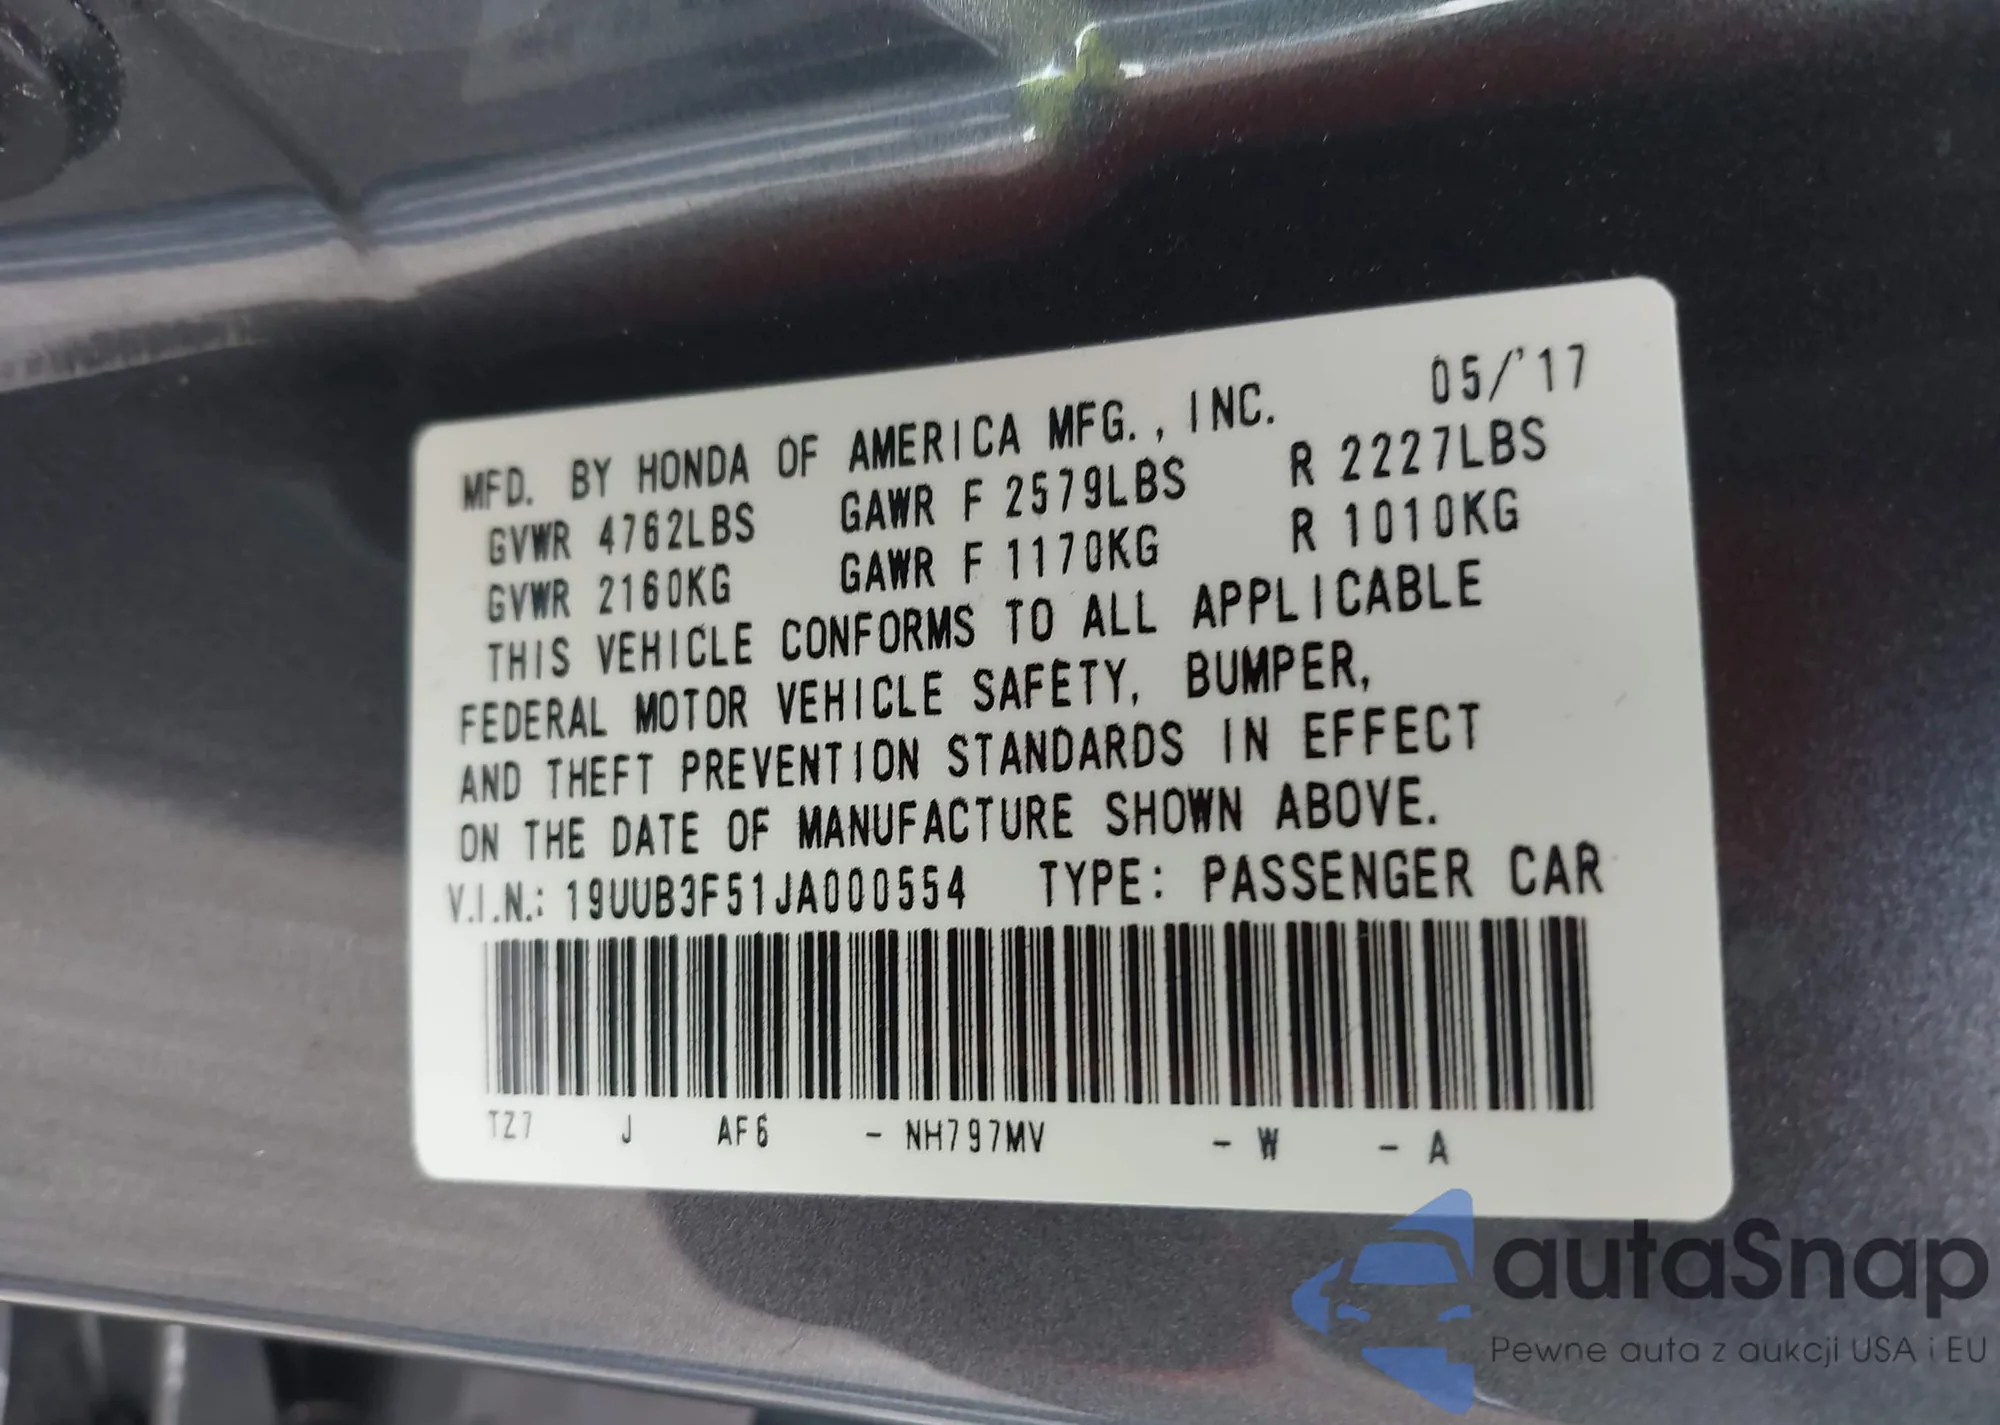 05/'17
MFD. BY HONDA OF AMERICA MFG., INC.
GVWR 4762LBS GAWR F 2579LBS R 2227LBS
GVWR 2160KG GAWR F 1170KG R 1010KG
THIS VEHICLE CONFORMS TO ALL APPLICABLE
FEDERAL MOTOR VEHICLE SAFETY, BUMPER,
AND THEFT PREVENTION STANDARDS IN EFFECT
ON THE DATE OF MANUFACTURE SHOWN ABOVE.
V.I.N.: 19UUB3F51JA000554 TYPE: PASSENGER CAR
TZ7 J AF6 - NH797MV - W - A
autaSnap
Pewne auta z aukcji USA i EU